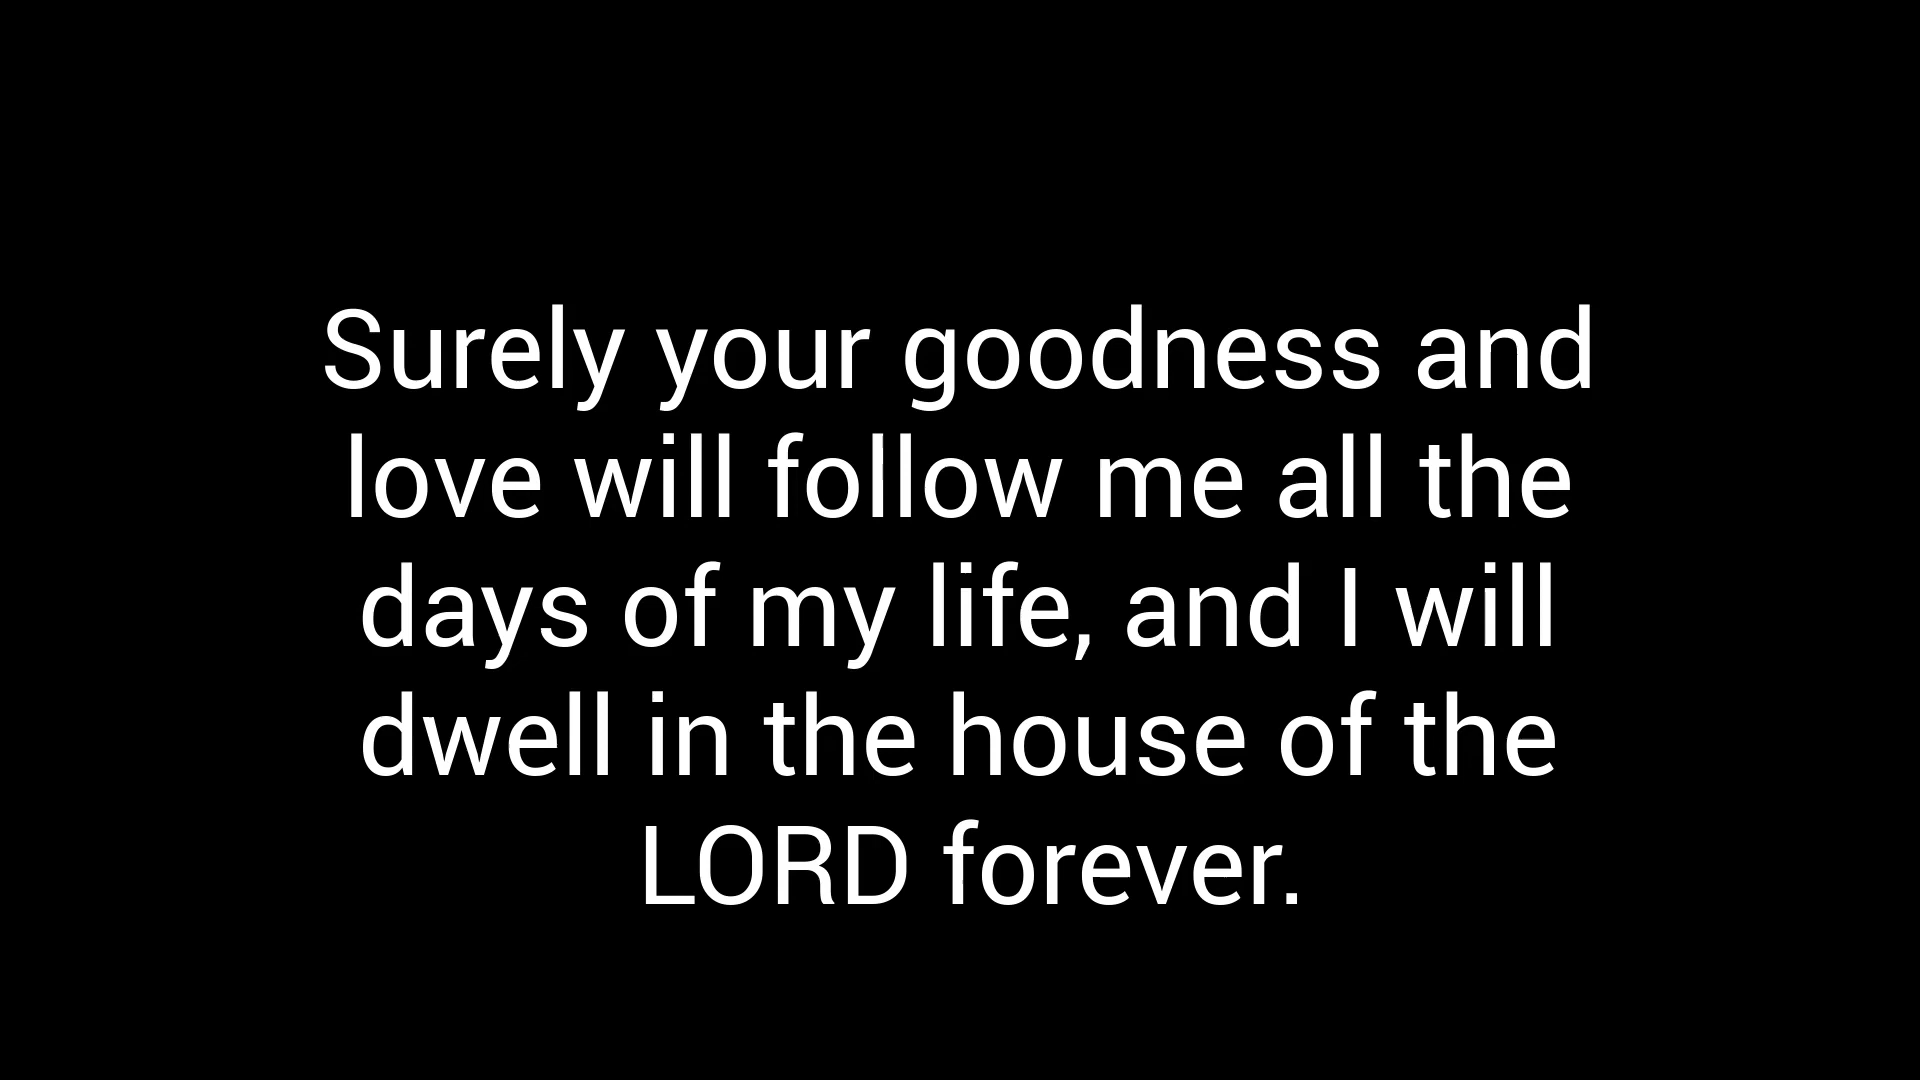 Surely your goodness and
love will follow me all the
days of my life, and I will
dwell in the house of the
LORD forever.